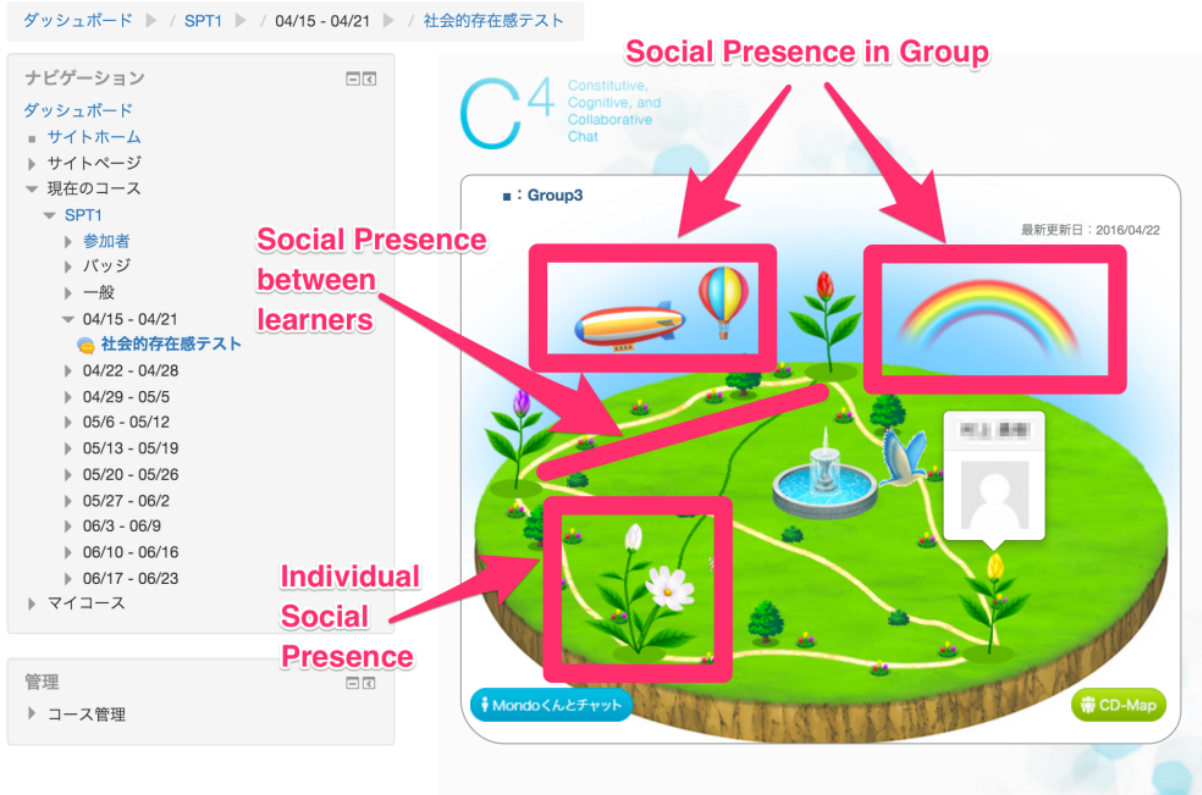 ダッシュボード / SPT1 / 04/15 - 04/21 / 社会的存在感テスト
ナビゲーション
ダッシュボード
サイトホーム
サイトページ
現在のコース
SPT1
参加者
バッジ
一般
04/15 - 04/21
社会的存在感テスト
04/22 - 04/28
04/29 - 05/5
05/6 - 05/12
05/13 - 05/19
05/20 - 05/26
05/27 - 06/2
06/3 - 06/9
06/10 - 06/16
06/17 - 06/23
マイコース
管理
コース管理
Social Presence in Group
C4
Constitutive,
Cognitive, and
Collaborative
Chat
■：Group3
最新更新日：2016/04/22
Social Presence
between
learners
Individual
Social
Presence
Mondoくんとチャット
CD-Map